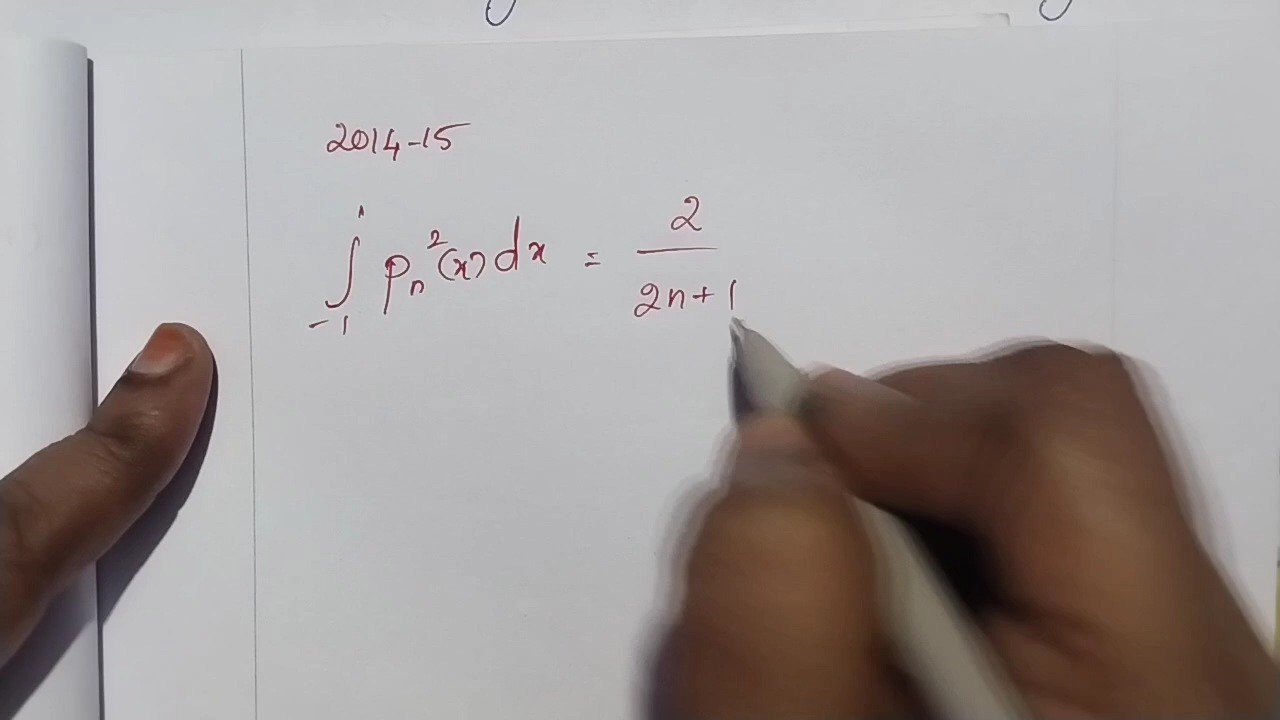 2014-15
∫₋₁¹ pₙ²(x) dx = 2/(2n+1)